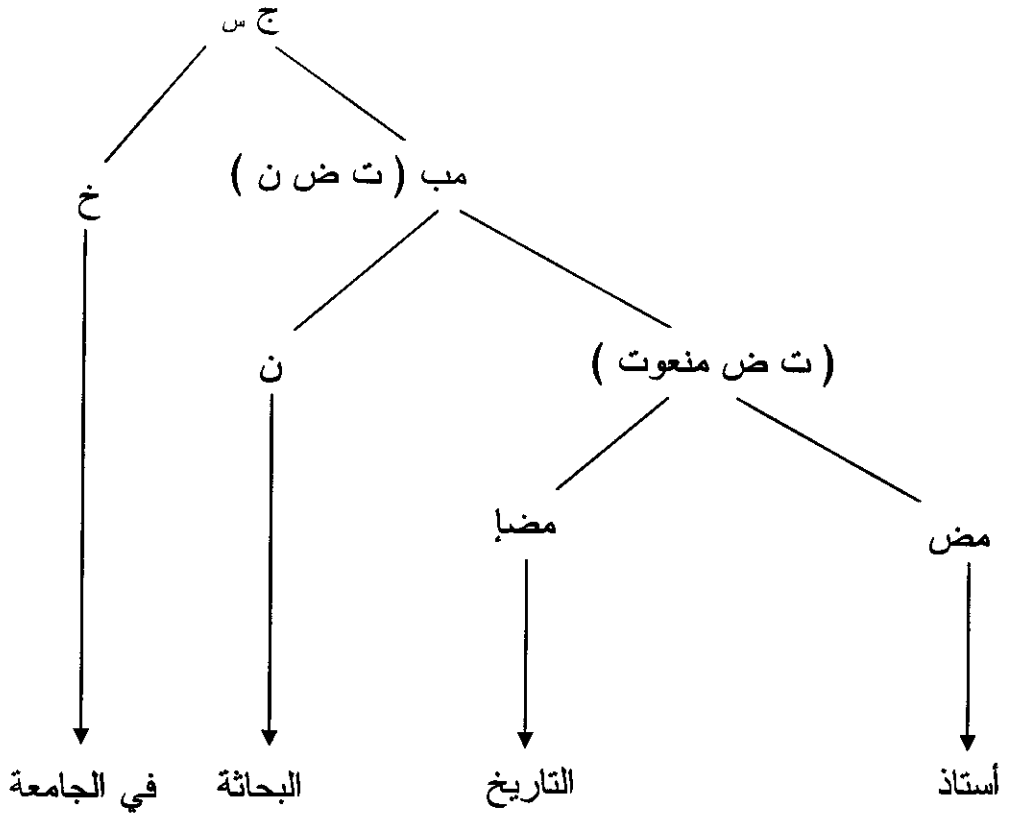 ج س
مب ( ت ض ن )
خ
( ت ض منعوت )
ن
مض
مضإ
أستاذ
التاريخ
البحاثة
في الجامعة